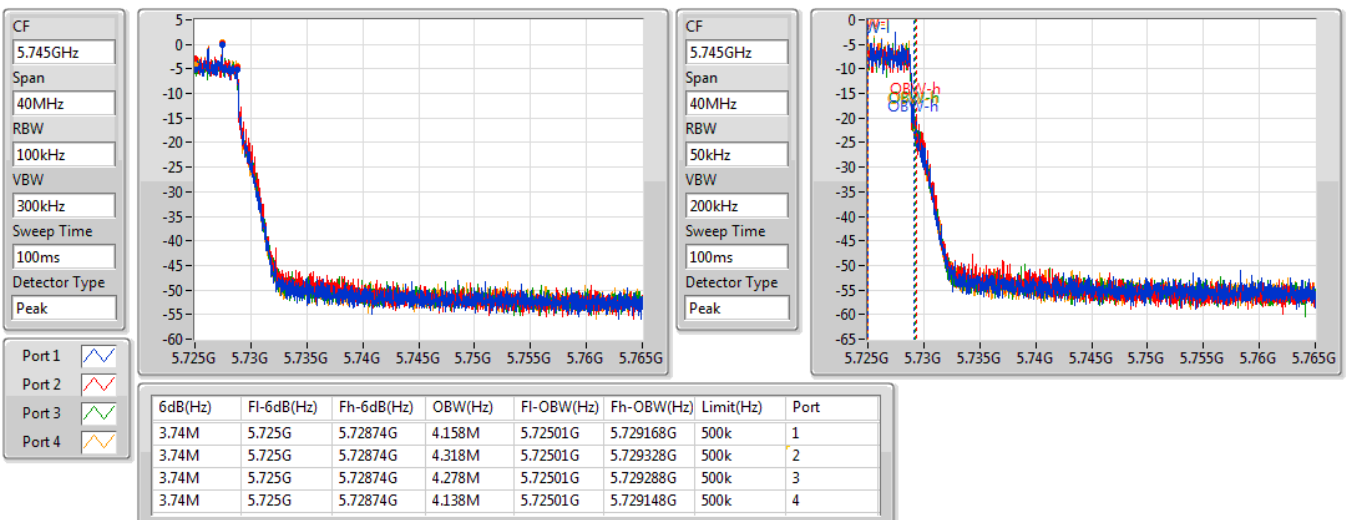 CF
5.745GHz
Span
40MHz
RBW
100kHz
VBW
300kHz
Sweep Time
100ms
Detector Type
Peak
5
0
-5
-10
-15
-20
-25
-30
-35
-40
-45
-50
-55
-60
5.725G 5.73G 5.735G 5.74G 5.745G 5.75G 5.755G 5.76G 5.765G
CF
5.745GHz
Span
40MHz
RBW
50kHz
VBW
200kHz
Sweep Time
100ms
Detector Type
Peak
0
-5
-10
-15
-20
-25
-30
-35
-40
-45
-50
-55
-60
-65
OBW-h
OBW-h
OBW-h
5.725G 5.73G 5.735G 5.74G 5.745G 5.75G 5.755G 5.76G 5.765G
Port 1
Port 2
Port 3
Port 4
6dB(Hz) Fl-6dB(Hz) Fh-6dB(Hz) OBW(Hz) Fl-OBW(Hz) Fh-OBW(Hz) Limit(Hz) Port
3.74M 5.725G 5.72874G 4.158M 5.72501G 5.729168G 500k 1
3.74M 5.725G 5.72874G 4.318M 5.72501G 5.729328G 500k 2
3.74M 5.725G 5.72874G 4.278M 5.72501G 5.729288G 500k 3
3.74M 5.725G 5.72874G 4.138M 5.72501G 5.729148G 500k 4